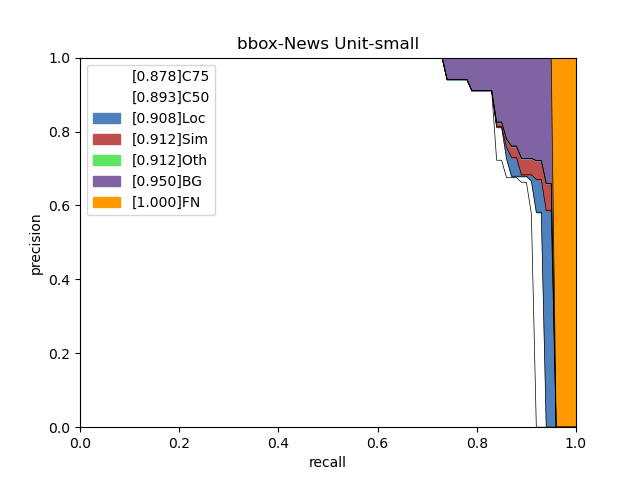 bbox-News Unit-small
1.0
0.8
0.6
0.4
0.2
0.0
precision
[0.878]C75
[0.893]C50
[0.908]Loc
[0.912]Sim
[0.912]Oth
[0.950]BG
[1.000]FN
0.0 0.2 0.4 0.6 0.8 1.0
recall